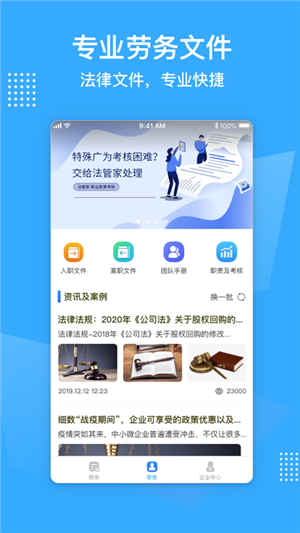 专业劳务文件
法律文件，专业快捷
9:41 AM
100%
特殊广为考核困难?
交给法管家处理
法管家·职业职责考核
入职文件
离职文件
团队手册
职责及考核
资讯及案例
换一批
法律法规：2020年《公司法》关于股权回购的...
法律法规-2018年《公司法》关于股权回购的修改...
2019.12.12 12:23
23000
细数“战疫期间”，企业可享受的政策优惠以及...
疫情突如其来，中小微企业普遍遭受冲击，不仅让很多...
商务
劳务
企业中心